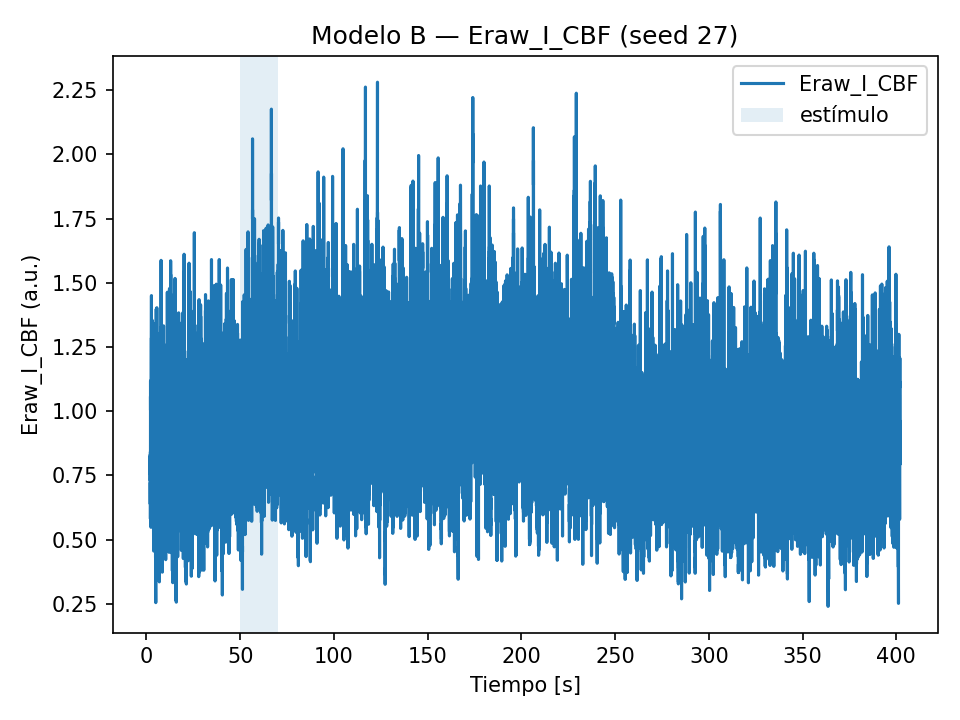 Modelo B — Eraw_I_CBF (seed 27)
Eraw_I_CBF
estímulo
Eraw_I_CBF (a.u.)
2.25
2.00
1.75
1.50
1.25
1.00
0.75
0.50
0.25
0 50 100 150 200 250 300 350 400
Tiempo [s]